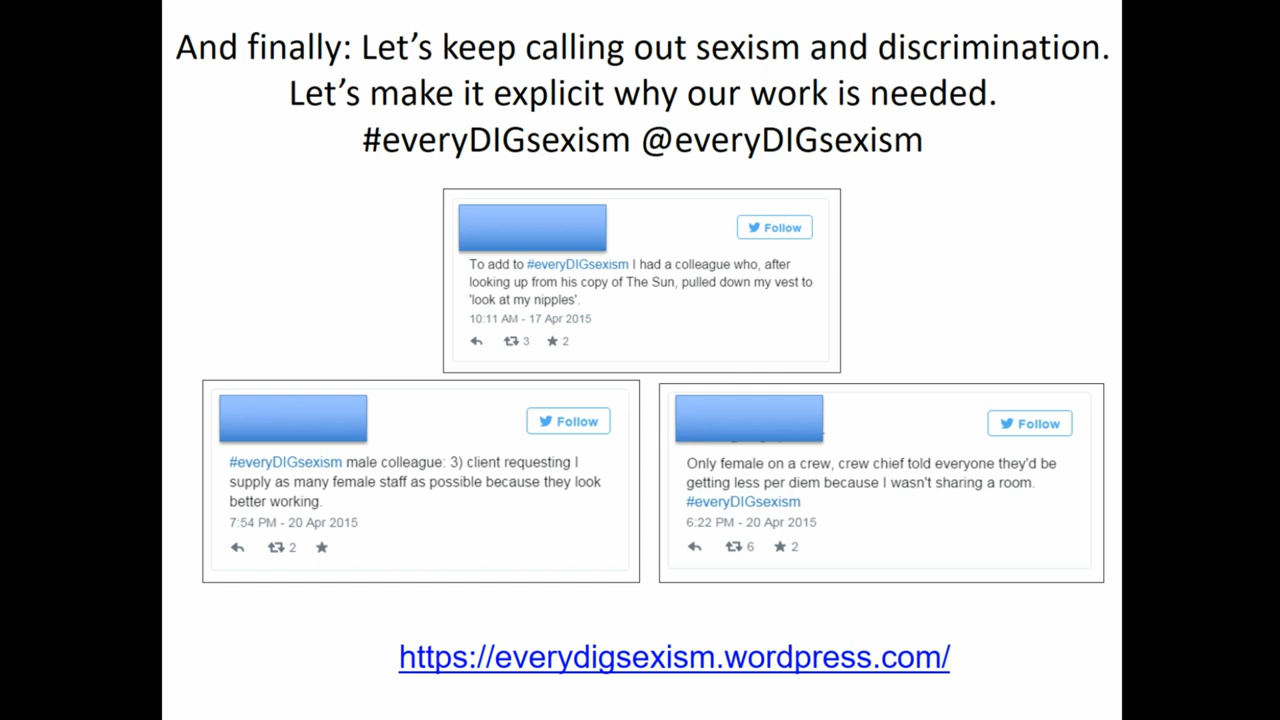 And finally: Let’s keep calling out sexism and discrimination.
Let’s make it explicit why our work is needed.
#everyDIGsexism @everyDIGsexism
Follow
To add to #everyDIGsexism I had a colleague who, after
looking up from his copy of The Sun, pulled down my vest to
'look at my nipples'.
10:11 AM - 17 Apr 2015
3 2
Follow
#everyDIGsexism male colleague: 3) client requesting I
supply as many female staff as possible because they look
better working.
7:54 PM - 20 Apr 2015
2
Follow
Only female on a crew, crew chief told everyone they'd be
getting less per diem because I wasn't sharing a room.
#everyDIGsexism
6:22 PM - 20 Apr 2015
6 2
https://everydigsexism.wordpress.com/